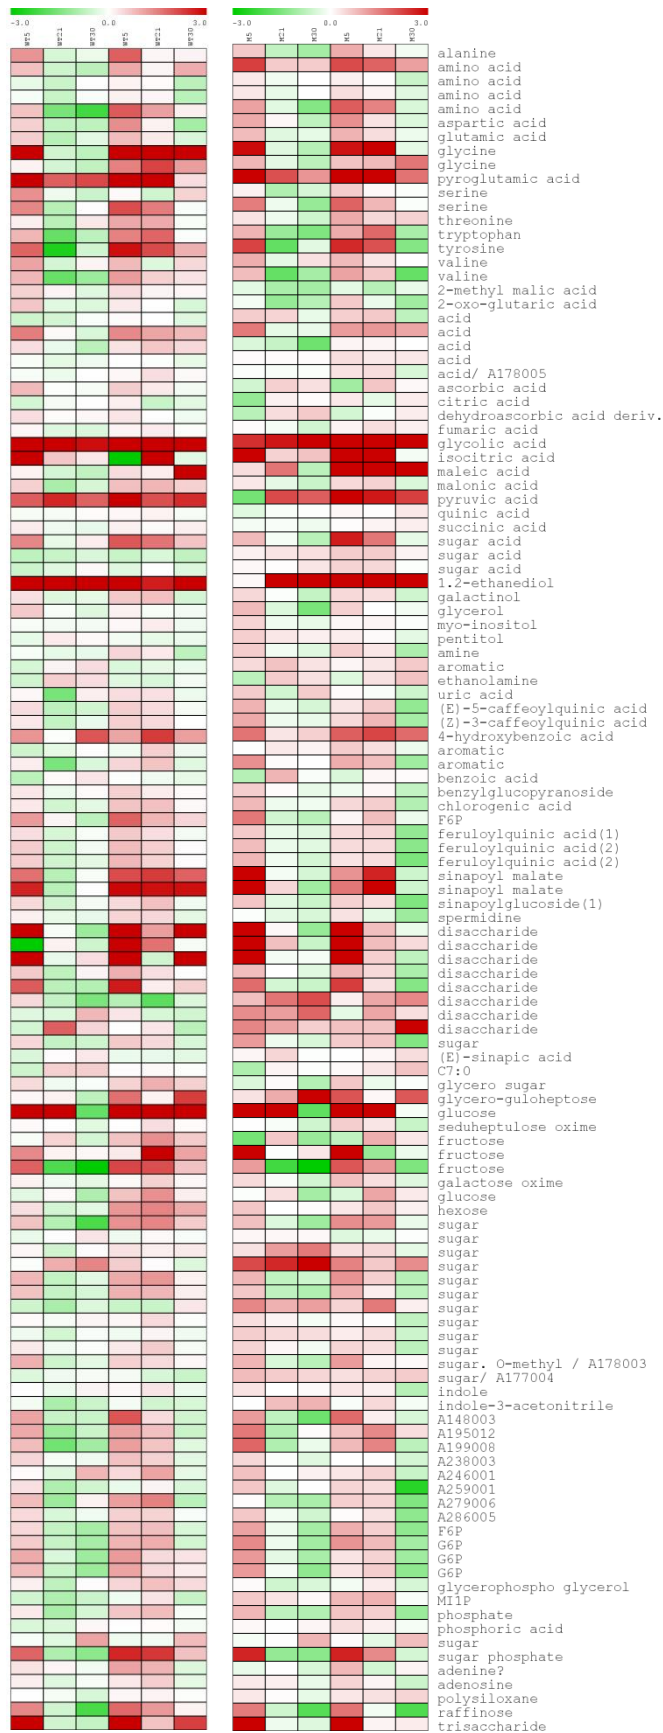 -3.0 0.0 3.0 -3.0 0.0 3.0
WT5 WT21 WT30 WT5 WT21 WT30 M5 M21 M30 M5 M21 M30
alanine
amino acid
amino acid
amino acid
amino acid
aspartic acid
glutamic acid
glycine
glycine
pyroglutamic acid
serine
serine
threonine
tryptophan
tyrosine
valine
valine
2-methyl malic acid
2-oxo-glutaric acid
acid
acid
acid
acid
acid/ A178005
ascorbic acid
citric acid
dehydroascorbic acid deriv.
fumaric acid
glycolic acid
isocitric acid
maleic acid
malonic acid
pyruvic acid
quinic acid
succinic acid
sugar acid
sugar acid
sugar acid
1.2-ethanediol
galactinol
glycerol
myo-inositol
pentitol
amine
aromatic
ethanolamine
uric acid
(E)-5-caffeoylquinic acid
(Z)-3-caffeoylquinic acid
4-hydroxybenzoic acid
aromatic
aromatic
benzoic acid
benzylglucopyranoside
chlorogenic acid
F6P
feruloylquinic acid(1)
feruloylquinic acid(2)
feruloylquinic acid(2)
sinapoyl malate
sinapoyl malate
sinapoylglucoside(1)
spermidine
disaccharide
disaccharide
disaccharide
disaccharide
disaccharide
disaccharide
disaccharide
disaccharide
sugar
(E)-sinapic acid
C7:0
glycero sugar
glycero-guloheptose
glucose
seduheptulose oxime
fructose
fructose
fructose
galactose oxime
glucose
hexose
sugar
sugar
sugar
sugar
sugar
sugar
sugar
sugar
sugar
sugar
sugar. O-methyl / A178003
sugar/ A177004
indole
indole-3-acetonitrile
A148003
A195012
A199008
A238003
A246001
A259001
A279006
A286005
F6P
G6P
G6P
G6P
glycerophospho glycerol
MI1P
phosphate
phosphoric acid
sugar
sugar phosphate
adenine?
adenosine
polysiloxane
raffinose
trisaccharide